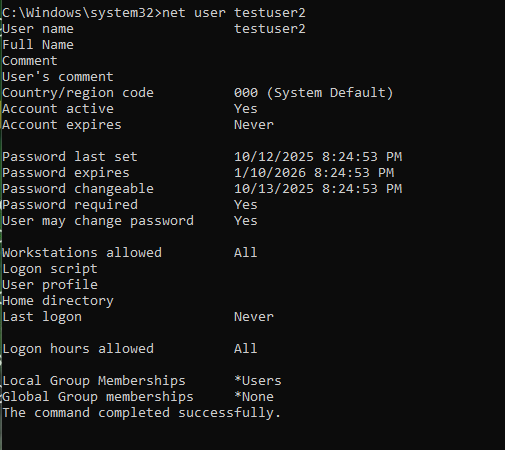 C:\Windows\system32>net user testuser2
User name                    testuser2
Full Name
Comment
User's comment
Country/region code          000 (System Default)
Account active               Yes
Account expires              Never

Password last set            10/12/2025 8:24:53 PM
Password expires             1/10/2026 8:24:53 PM
Password changeable          10/13/2025 8:24:53 PM
Password required            Yes
User may change password     Yes

Workstations allowed         All
Logon script
User profile
Home directory
Last logon                   Never

Logon hours allowed          All

Local Group Memberships      *Users
Global Group memberships     *None
The command completed successfully.